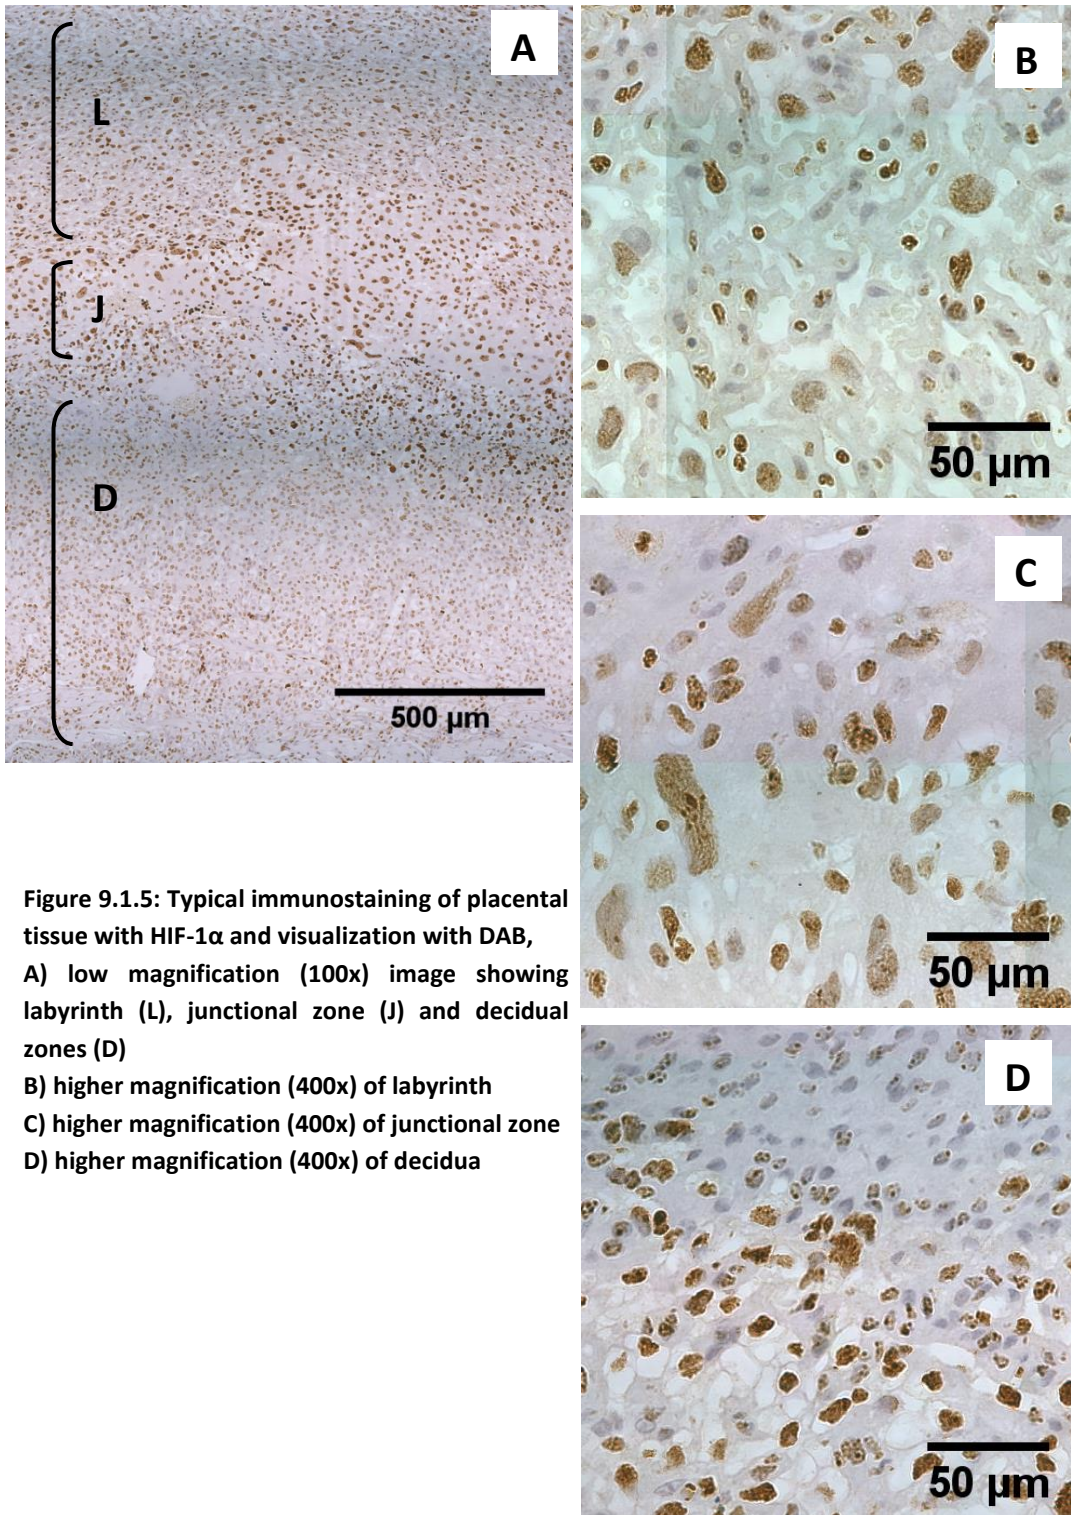 A
L
J
D
500 µm
B
50 µm
C
50 µm
D
50 µm
Figure 9.1.5: Typical immunostaining of placental
tissue with HIF-1α and visualization with DAB,
A) low magnification (100x) image showing
labyrinth (L), junctional zone (J) and decidual
zones (D)
B) higher magnification (400x) of labyrinth
C) higher magnification (400x) of junctional zone
D) higher magnification (400x) of decidua